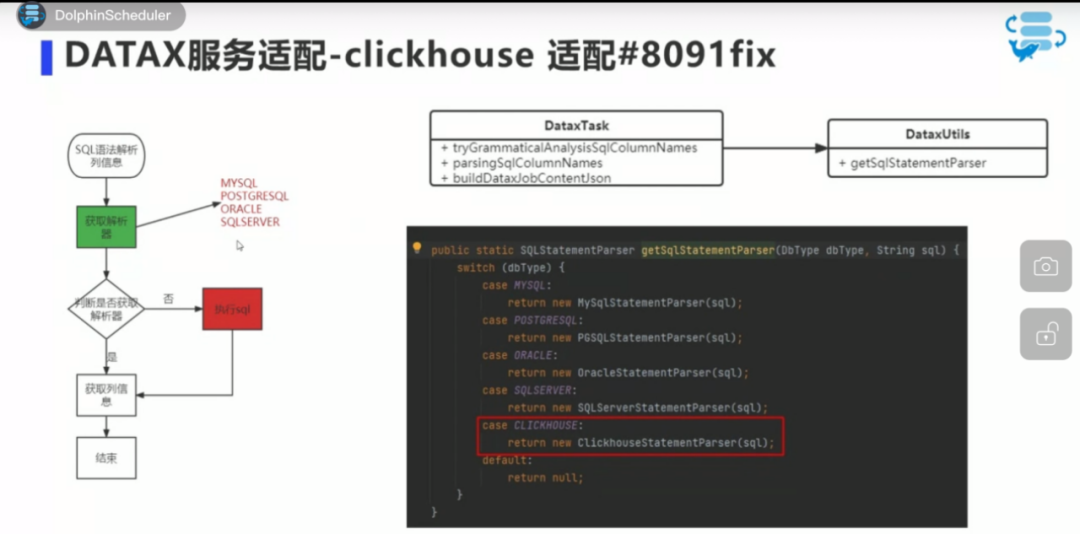 DolphinScheduler
DATAX服务适配-clickhouse 适配#8091fix
SQL语法解析
列信息
获取解析
器
MYSQL
POSTGRESQL
ORACLE
SQLSERVER
判断是否获取
解析器
否
执行sql
是
获取列信
息
结束
DataxTask
+ tryGrammaticalAnalysisSqlColumnNames
+ parsingSqlColumnNames
+ buildDataxJobContentJson
DataxUtils
+ getSqlStatementParser
public static SQLStatementParser getSqlStatementParser(DbType dbType, String sql) {
switch (dbType) {
case MYSQL:
return new MySqlStatementParser(sql);
case POSTGRESQL:
return new PGSQLStatementParser(sql);
case ORACLE:
return new OracleStatementParser(sql);
case SQLSERVER:
return new SQLServerStatementParser(sql);
case CLICKHOUSE:
return new ClickhouseStatementParser(sql);
default:
return null;
}
}